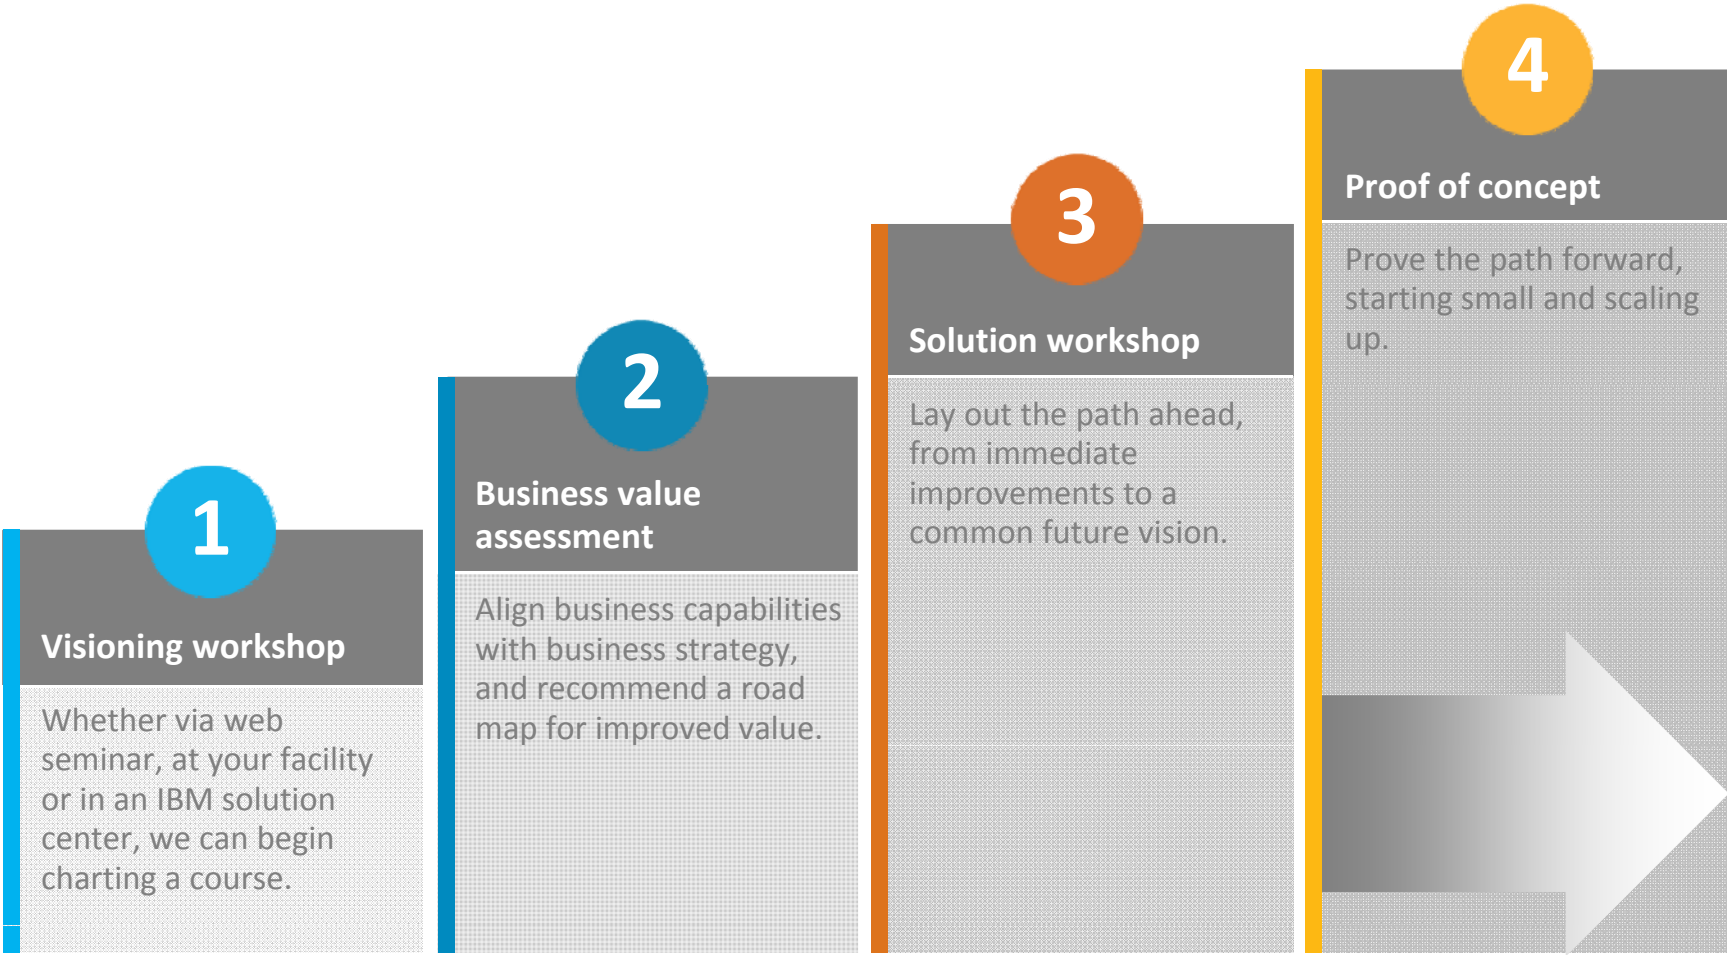 1
Visioning workshop
Whether via web
seminar, at your facility
or in an IBM solution
center, we can begin
charting a course.
2
Business value
assessment
Align business capabilities
with business strategy,
and recommend a road
map for improved value.
3
Solution workshop
Lay out the path ahead,
from immediate
improvements to a
common future vision.
4
Proof of concept
Prove the path forward,
starting small and scaling
up.